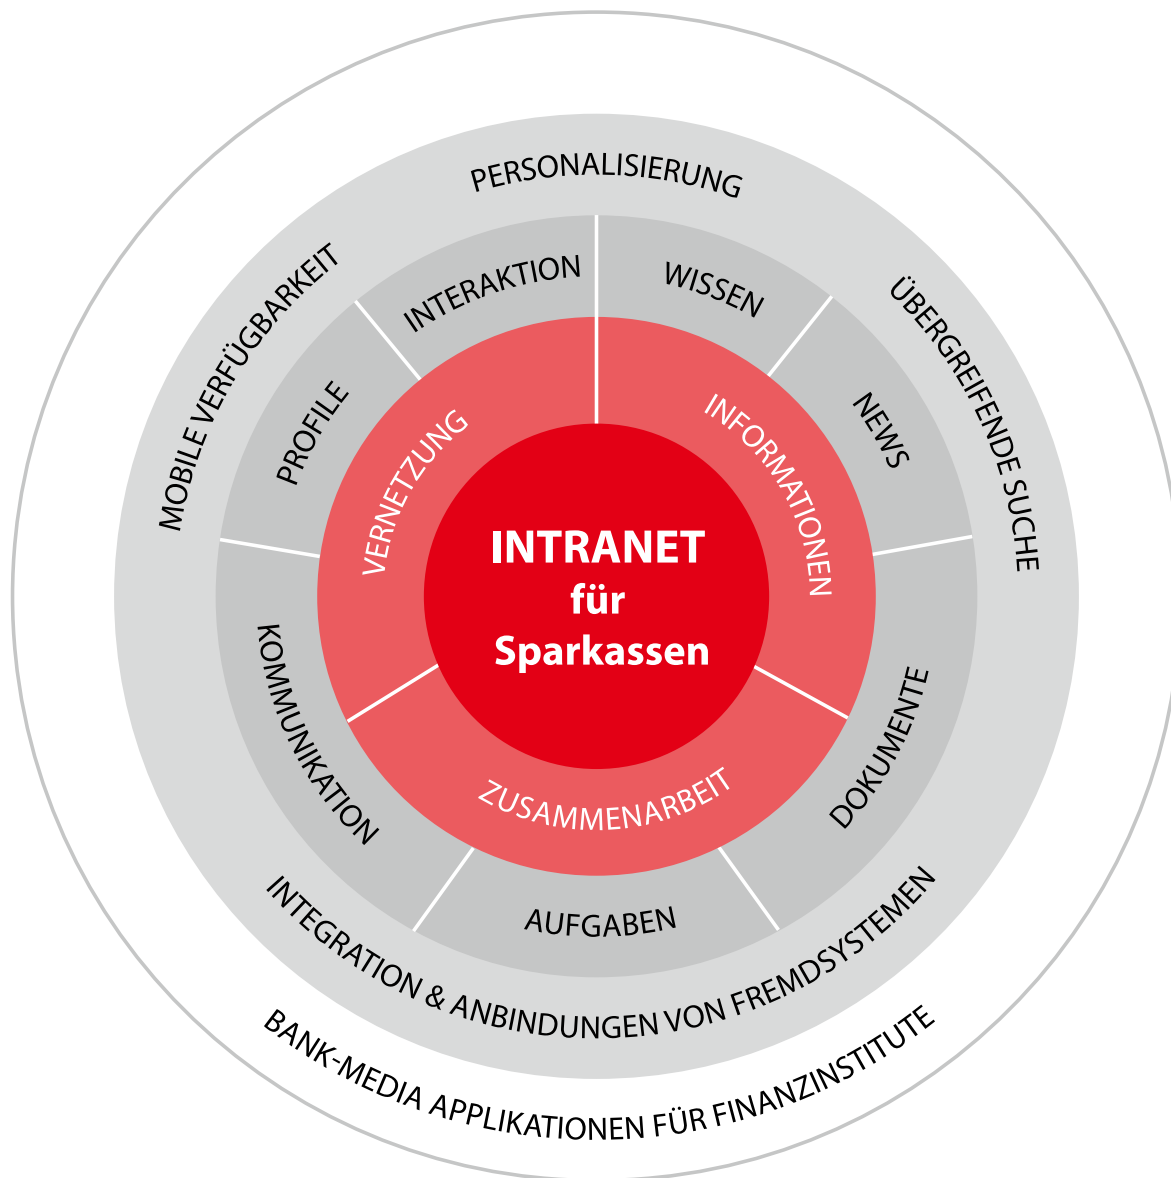 PERSONALISIERUNG
MOBILE VERFÜGBARKEIT
ÜBERGREIFENDE SUCHE
INTERAKTION
WISSEN
PROFILE
NEWS
VERNETZUNG
INFORMATIONEN
INTRANET
für
Sparkassen
KOMMUNIKATION
DOKUMENTE
ZUSAMMENARBEIT
AUFGABEN
INTEGRATION & ANBINDUNGEN VON FREMDSYSTEMEN
BANK-MEDIA APPLIKATIONEN FÜR FINANZINSTITUTE